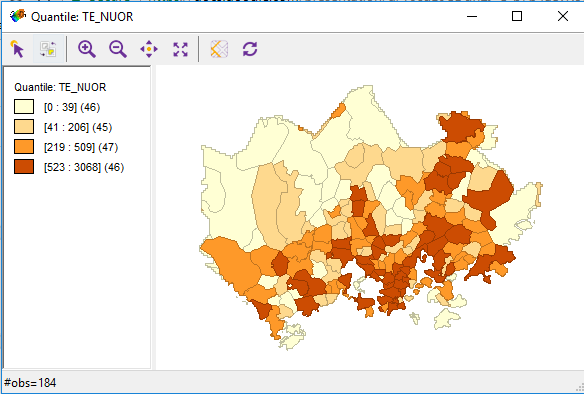 Quantile: TE_NUOR
Quantile: TE_NUOR
[0 : 39] (46)
[41 : 206] (45)
[219 : 509] (47)
[523 : 3068] (46)
#obs=184